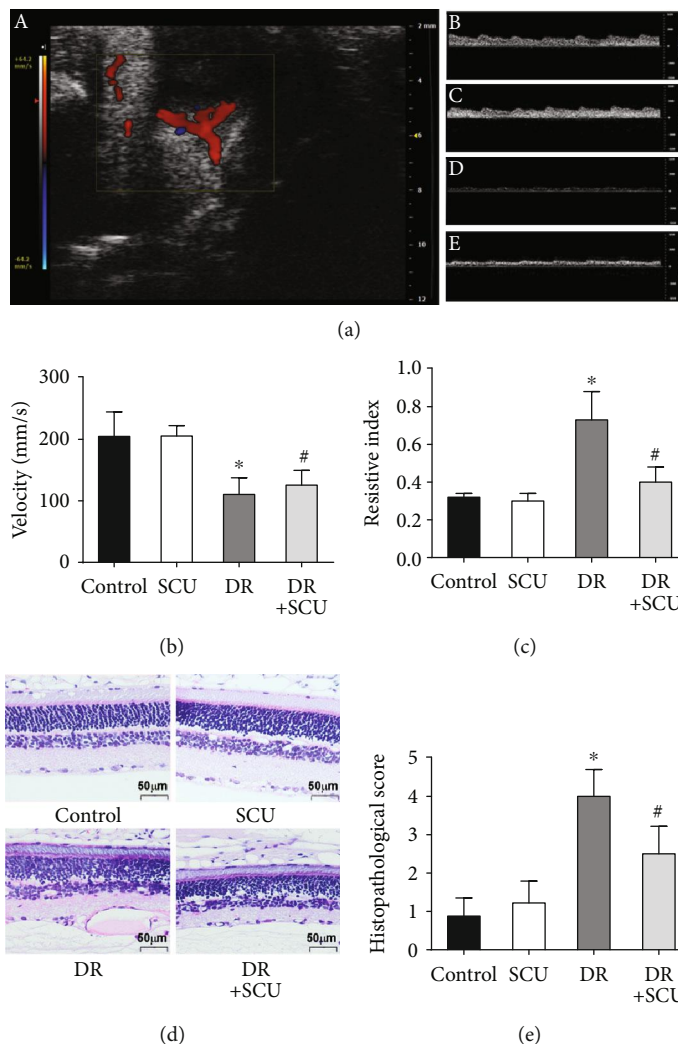 A
2 mm
+64.2
mm/s
4
6
8
10
12
-64.3
mm/s
B
C
D
E
(a)
Velocity (mm/s)
300
200
100
0
Control SCU DR DR
+SCU
(b)
Resistive index
1.0
0.8
0.6
0.4
0.2
0.0
*
#
Control SCU DR DR
+SCU
(c)
*
#
50μm
50μm
Control SCU
50μm
50μm
DR DR
+SCU
(d)
Histopathological score
5
4
3
2
1
0
*
#
Control SCU DR DR
+SCU
(e)